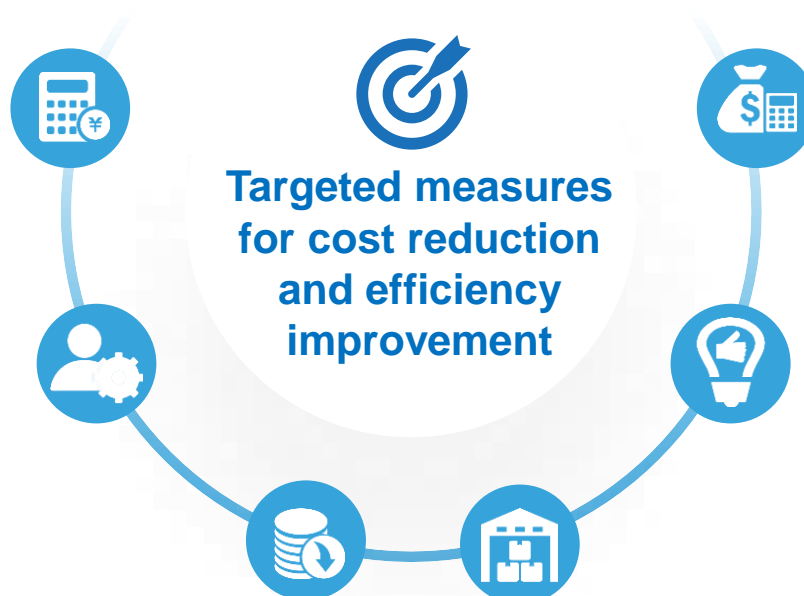 ¥
$
Targeted measures
for cost reduction
and efficiency
improvement